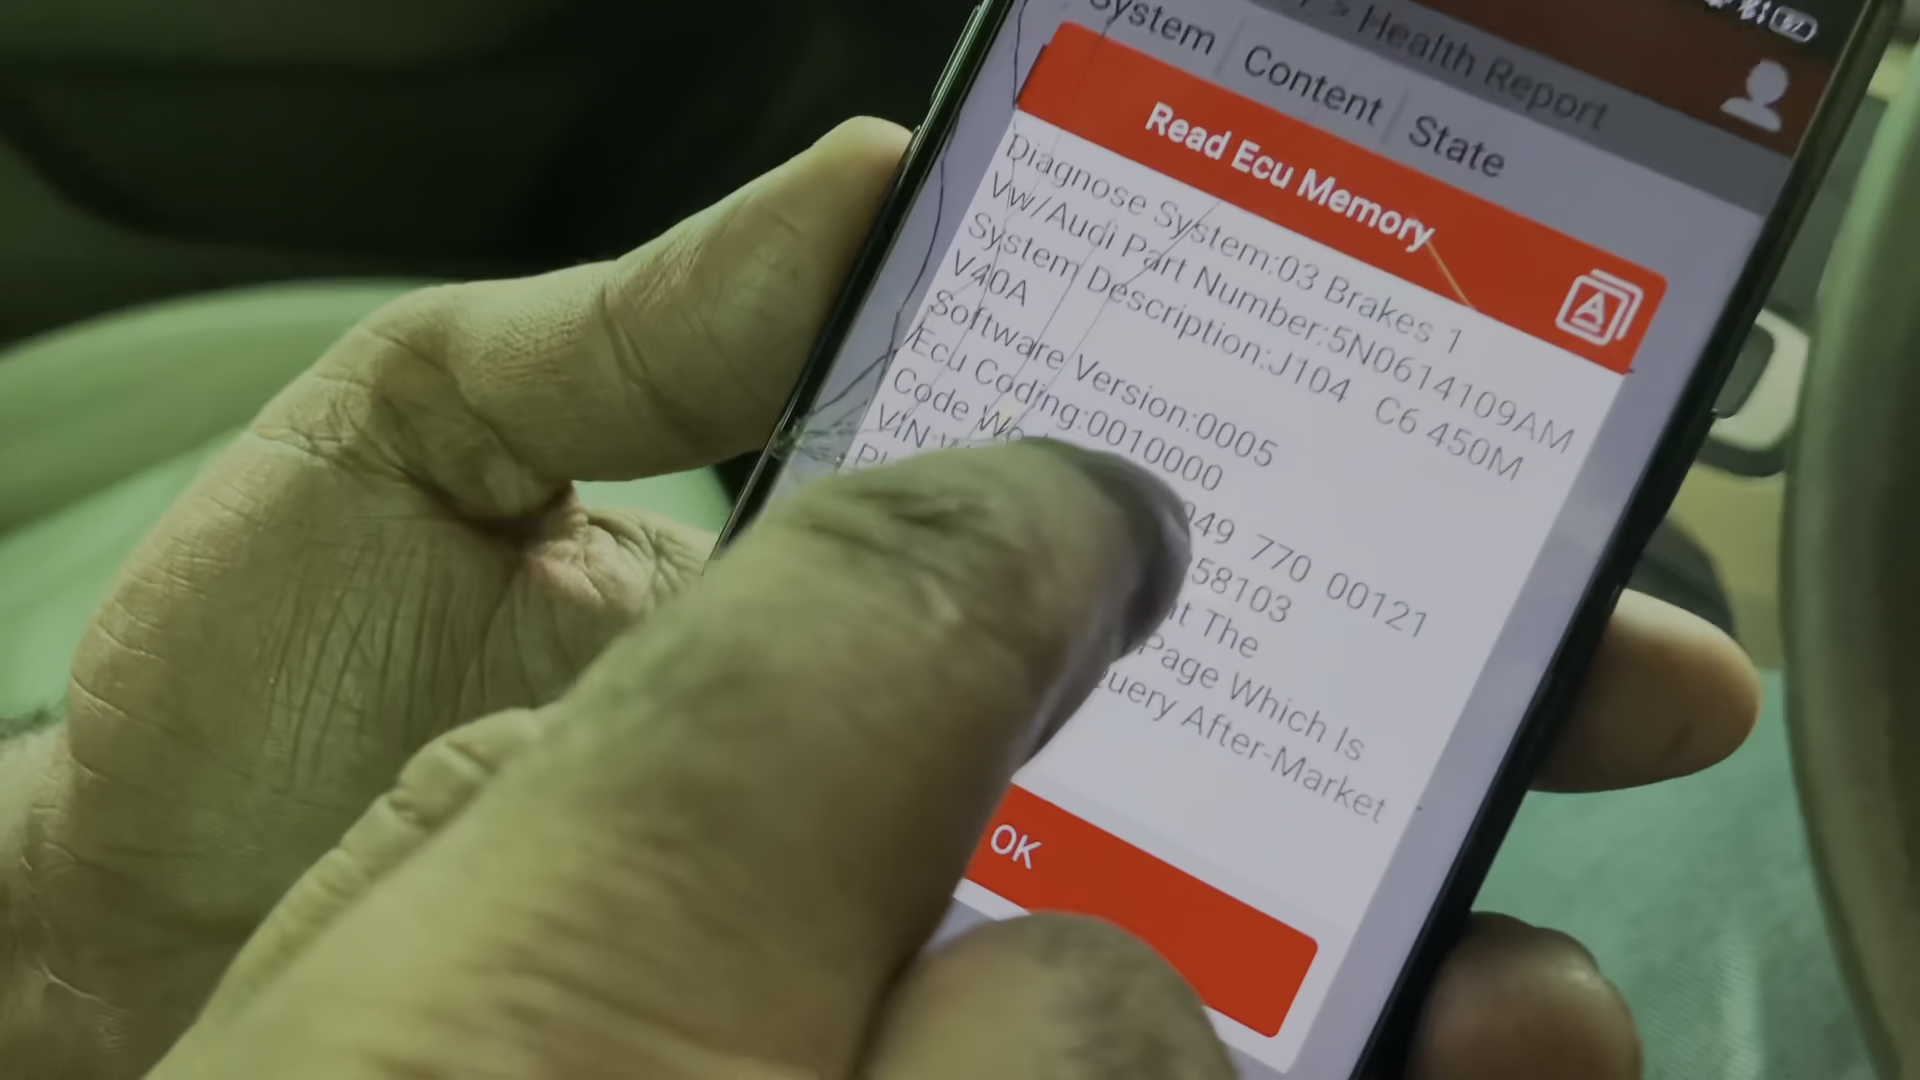 > Health Report
System Content State
Read Ecu Memory
Diagnose System:03 Brakes 1
Vw/Audi Part Number:5N0614109AM
System Description:J104 C6 450M
V40A
Software Version:0005
Ecu Coding:0010000
Code 949 770 00121
VIN 58103
The
Page Which Is
After-Market
OK